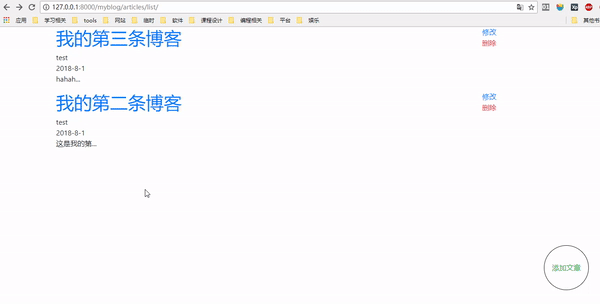 127.0.0.1:8000/myblog/articles/list/
应用 学习相关 tools 网站 临时 软件 课程设计 编程相关 平台 娱乐 其他书
我的第三条博客 修改
test 删除
2018-8-1
hahah...
我的第二条博客 修改
test 删除
2018-8-1
这是我的第...
添加文章